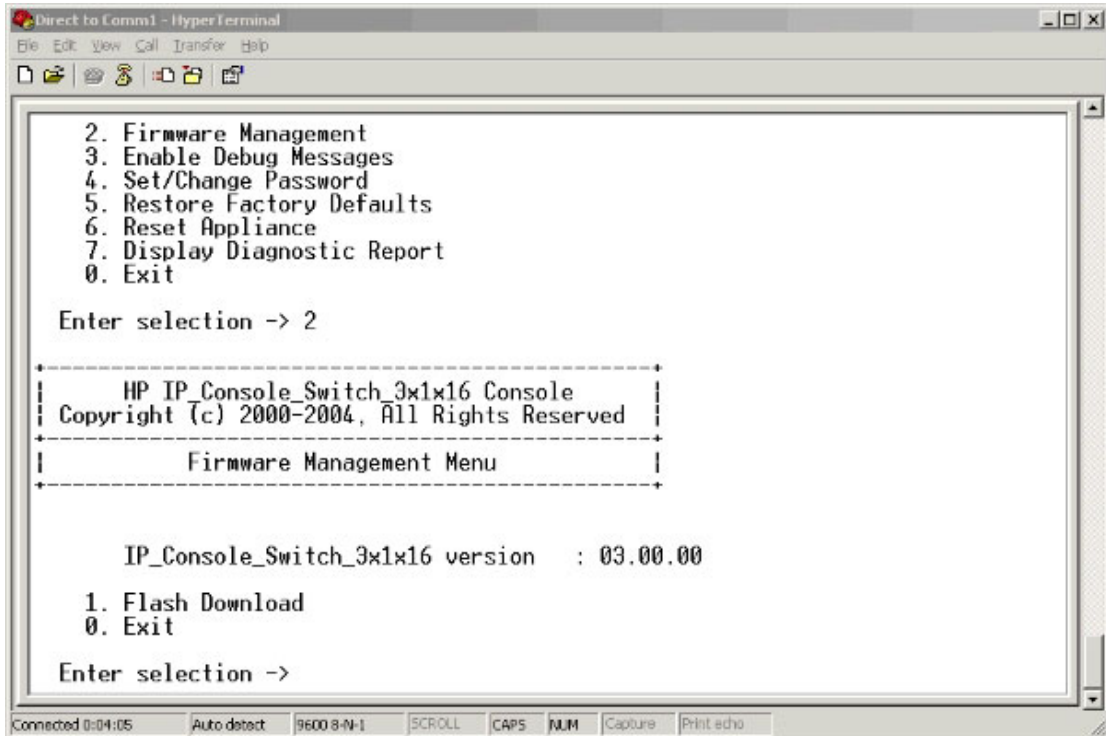 Direct to Comm1 - HyperTerminal
File Edit View Call Transfer Help
2. Firmware Management
3. Enable Debug Messages
4. Set/Change Password
5. Restore Factory Defaults
6. Reset Appliance
7. Display Diagnostic Report
0. Exit
Enter selection -> 2
HP IP_Console_Switch_3x1x16 Console
Copyright (c) 2000-2004, All Rights Reserved
Firmware Management Menu
IP_Console_Switch_3x1x16 version : 03.00.00
1. Flash Download
0. Exit
Enter selection ->
Connected 0:04:05 Auto detect 9600 8-N-1 SCROLL CAPS NUM Capture Print echo